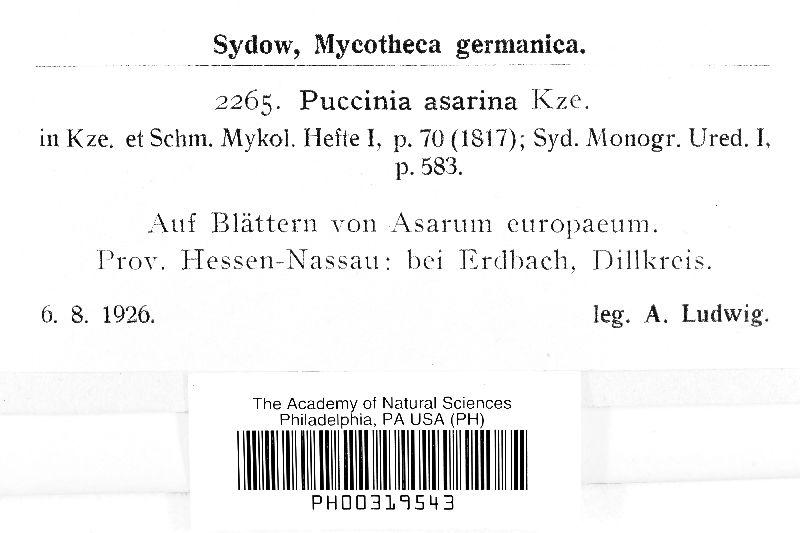 Sydow, Mycotheca germanica.
2265. Puccinia asarina Kze.
in Kze. et Schm. Mykol. Hefte I, p. 70 (1817); Syd. Monogr. Ured. I,
p. 583.
Auf Blättern von Asarum europaeum.
Prov. Hessen-Nassau: bei Erdbach, Dillkreis.
6. 8. 1926. leg. A. Ludwig.
The Academy of Natural Sciences
Philadelphia, PA USA (PH)
PH00319543